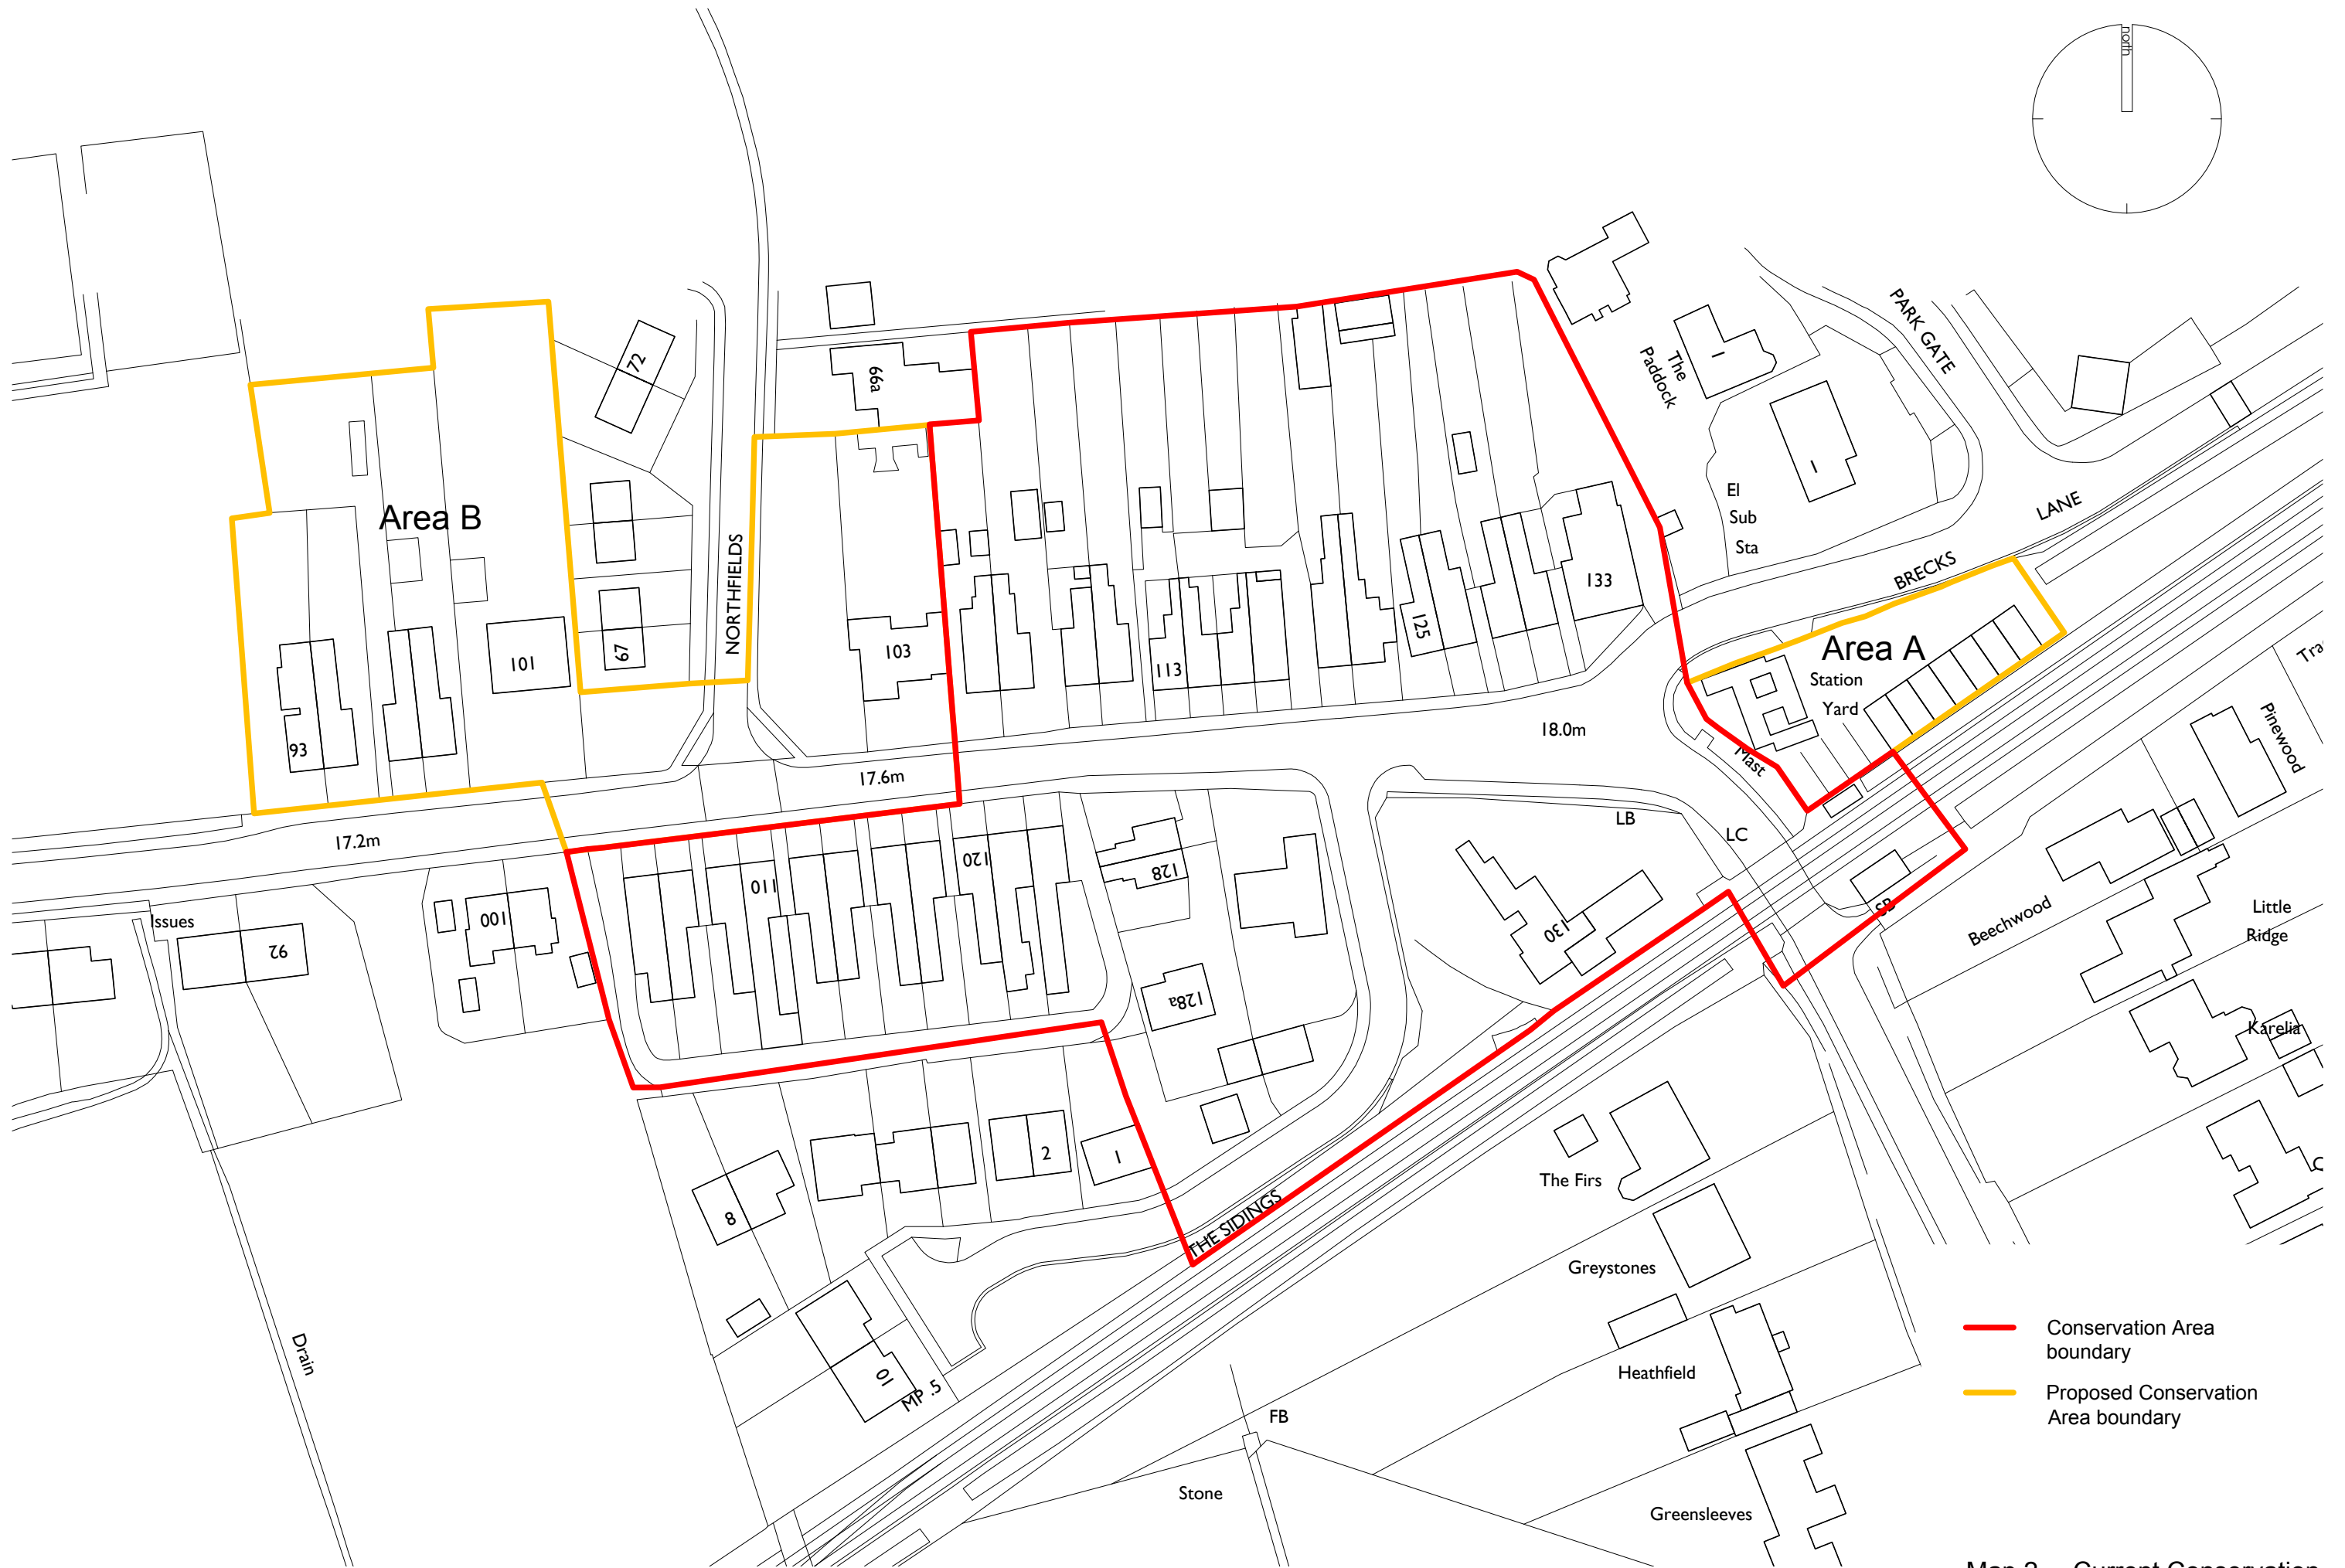 north
PARK GATE
The
Paddock
1
1
72
66a
El
Sub
Sta
LANE
BRECKS
Area B
NORTHFIELDS
101
67
103
113
125
133
Area A
Station
Yard
Mast
93
18.0m
17.6m
17.2m
Pinewood
LB
LC
SB
Beechwood
Little
Ridge
Karelia
Issues
92
100
110
120
128
128a
130
8
2
1
THE SIDINGS
The Firs
Greystones
Heathfield
Greensleeves
10
MP .5
FB
Stone
Drain
Conservation Area
boundary
Proposed Conservation
Area boundary